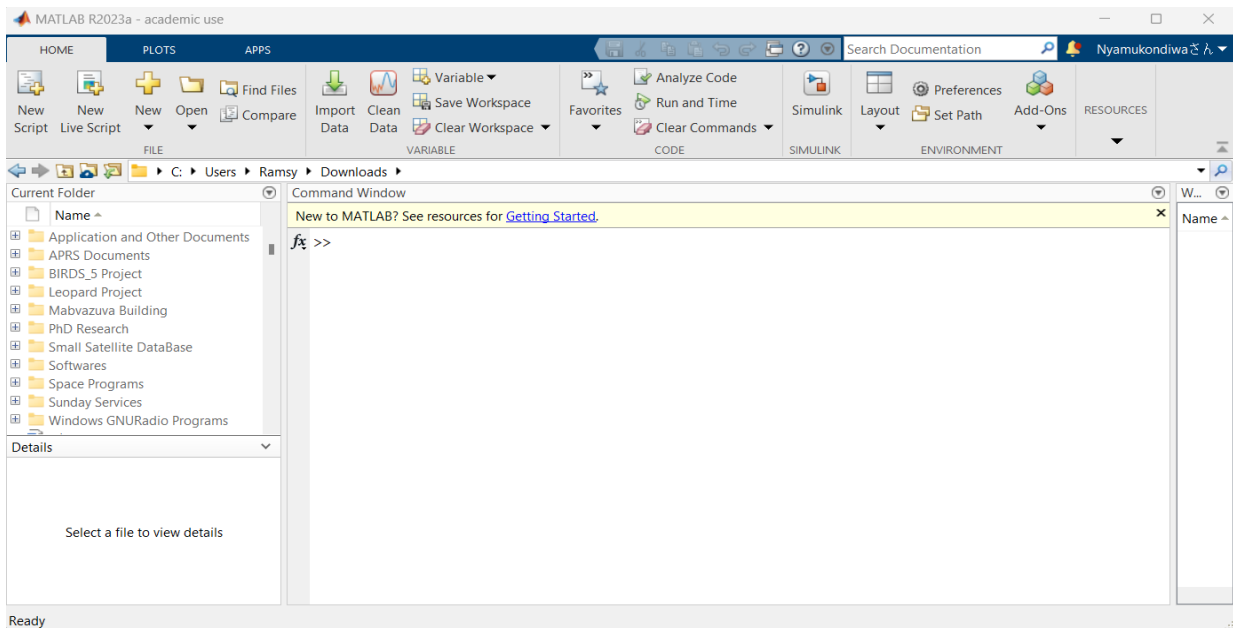 MATLAB R2023a - academic use
HOME PLOTS APPS Search Documentation Nyamukondiwaさん
New Script New Live Script New Open Find Files Compare Import Data Clean Data Variable Save Workspace Clear Workspace Favorites Analyze Code Run and Time Clear Commands Simulink Layout Preferences Set Path Add-Ons RESOURCES
FILE VARIABLE CODE SIMULINK ENVIRONMENT
C: Users Ramsy Downloads
Current Folder Command Window W...
Name New to MATLAB? See resources for Getting Started. Name
fx >>
Application and Other Documents
APRS Documents
BIRDS_5 Project
Leopard Project
Mabvazuva Building
PhD Research
Small Satellite DataBase
Softwares
Space Programs
Sunday Services
Windows GNURadio Programs
Details
Select a file to view details
Ready